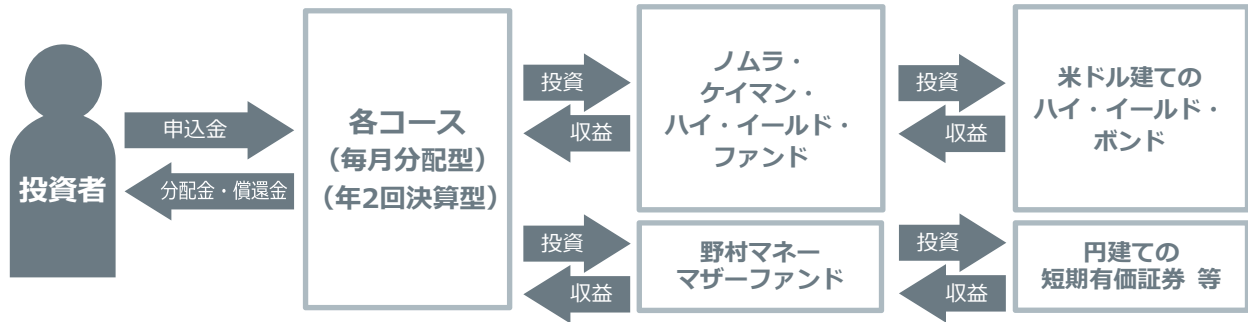 投資者
申込金
分配金・償還金
各コース
（毎月分配型）
（年2回決算型）
投資
収益
ノムラ・
ケイマン・
ハイ・イールド・
ファンド
投資
収益
米ドル建ての
ハイ・イールド・
ボンド
投資
収益
野村マネー
マザーファンド
投資
収益
円建ての
短期有価証券 等